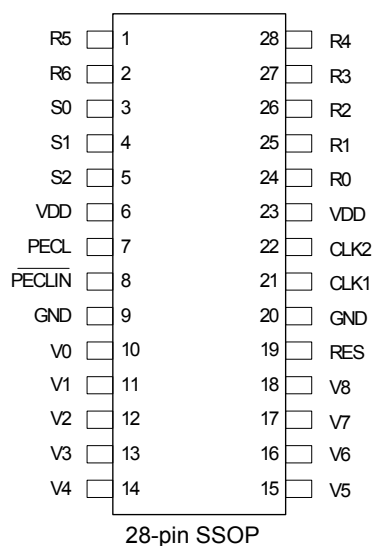 R5 1 28 R4
R6 2 27 R3
S0 3 26 R2
S1 4 25 R1
S2 5 24 R0
VDD 6 23 VDD
PECL 7 22 CLK2
PECLIN 8 21 CLK1
GND 9 20 GND
V0 10 19 RES
V1 11 18 V8
V2 12 17 V7
V3 13 16 V6
V4 14 15 V5
28-pin SSOP